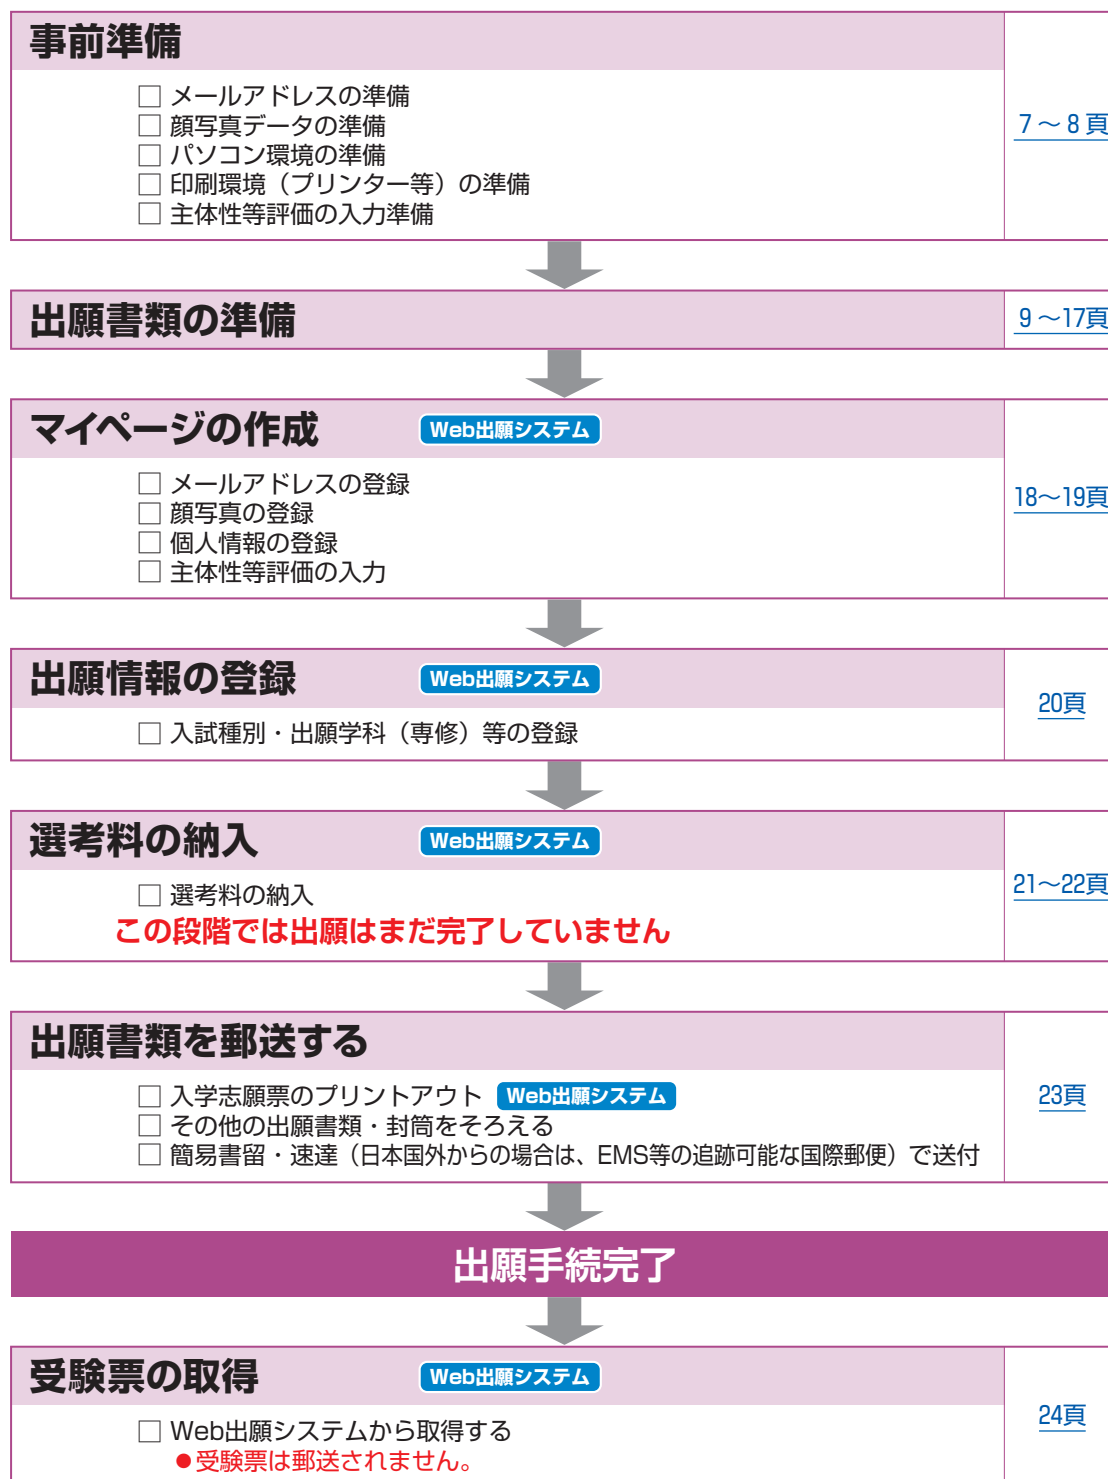 事前準備
□ メールアドレスの準備
□ 顔写真データの準備
□ パソコン環境の準備
□ 印刷環境（プリンター等）の準備
□ 主体性等評価の入力準備
7～8頁
出願書類の準備
9～17頁
マイページの作成 Web出願システム
□ メールアドレスの登録
□ 顔写真の登録
□ 個人情報の登録
□ 主体性等評価の入力
18～19頁
出願情報の登録 Web出願システム
□ 入試種別・出願学科（専修）等の登録
20頁
選考料の納入 Web出願システム
□ 選考料の納入
この段階では出願はまだ完了していません
21～22頁
出願書類を郵送する
□ 入学志願票のプリントアウト Web出願システム
□ その他の出願書類・封筒をそろえる
□ 簡易書留・速達（日本国外からの場合は、EMS等の追跡可能な国際郵便）で送付
23頁
出願手続完了
受験票の取得 Web出願システム
□ Web出願システムから取得する
●受験票は郵送されません。
24頁